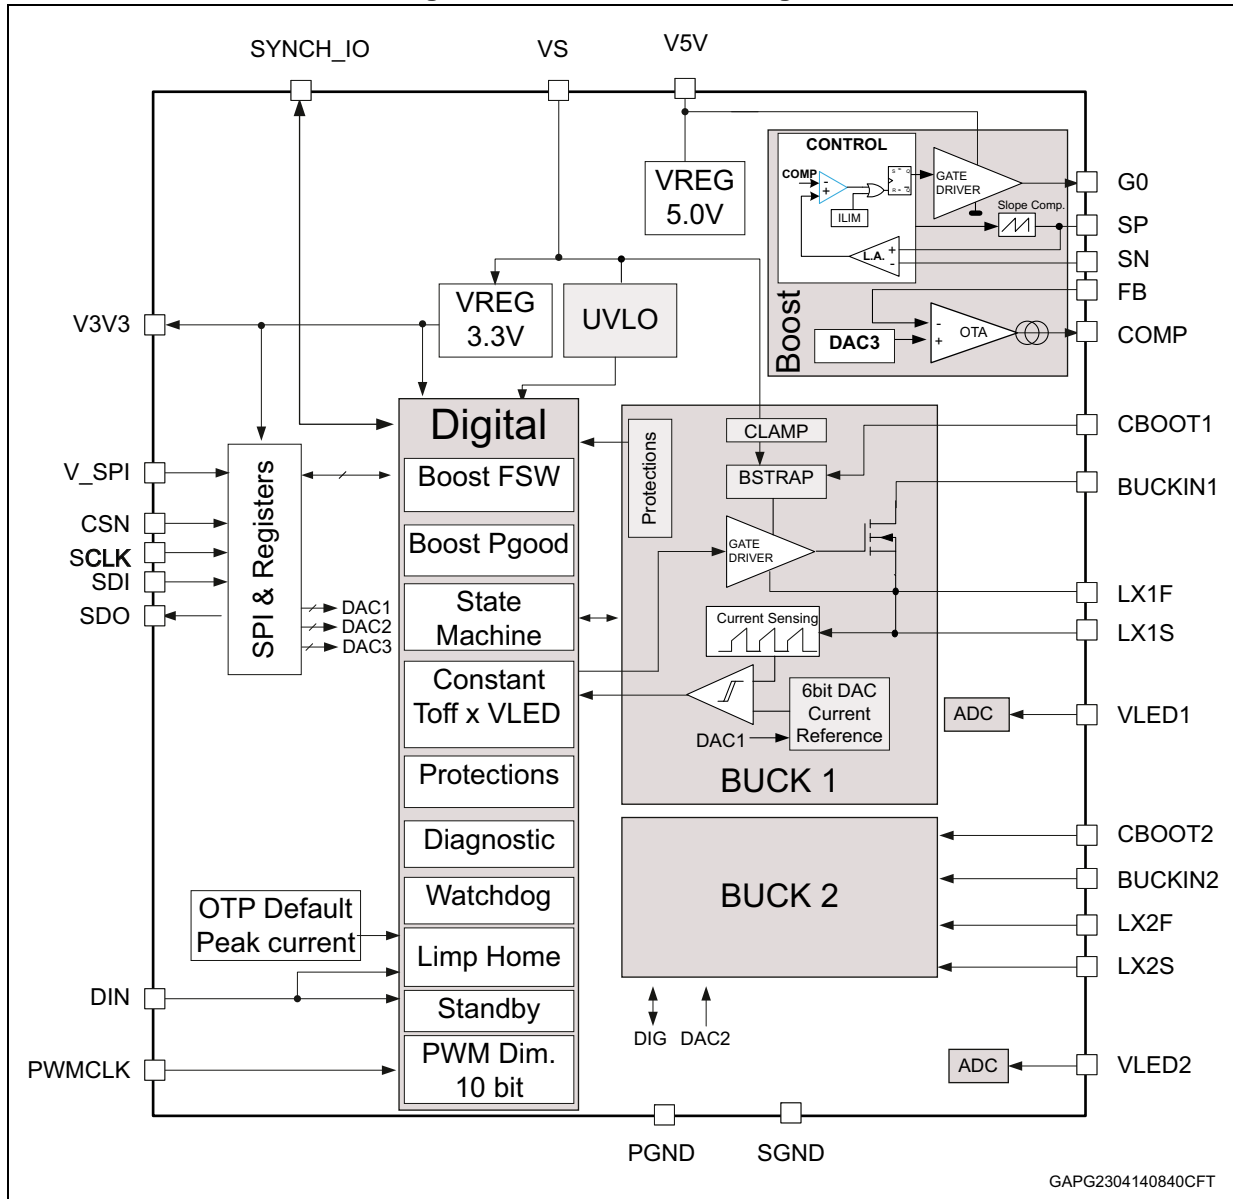 SYNCH_IO
VS
V5V
CONTROL
COMP
-
+
ILIM
GATE
DRIVER
Slope Comp.
L.A.
+
-
VREG
5.0V
G0
SP
SN
FB
COMP
Boost
DAC3
-
+
OTA
VREG
3.3V
UVLO
V3V3
Digital
Boost FSW
Boost Pgood
State
Machine
Constant
Toff x VLED
Protections
Diagnostic
Watchdog
Limp Home
Standby
PWM Dim.
10 bit
V_SPI
CSN
SCLK
SDI
SDO
SPI & Registers
DAC1
DAC2
DAC3
Protections
CLAMP
BSTRAP
GATE
DRIVER
Current Sensing
6bit DAC
Current
Reference
DAC1
BUCK 1
CBOOT1
BUCKIN1
LX1F
LX1S
ADC
VLED1
BUCK 2
CBOOT2
BUCKIN2
LX2F
LX2S
DIG
DAC2
ADC
VLED2
OTP Default
Peak current
DIN
PWMCLK
PGND
SGND
GAPG2304140840CFT